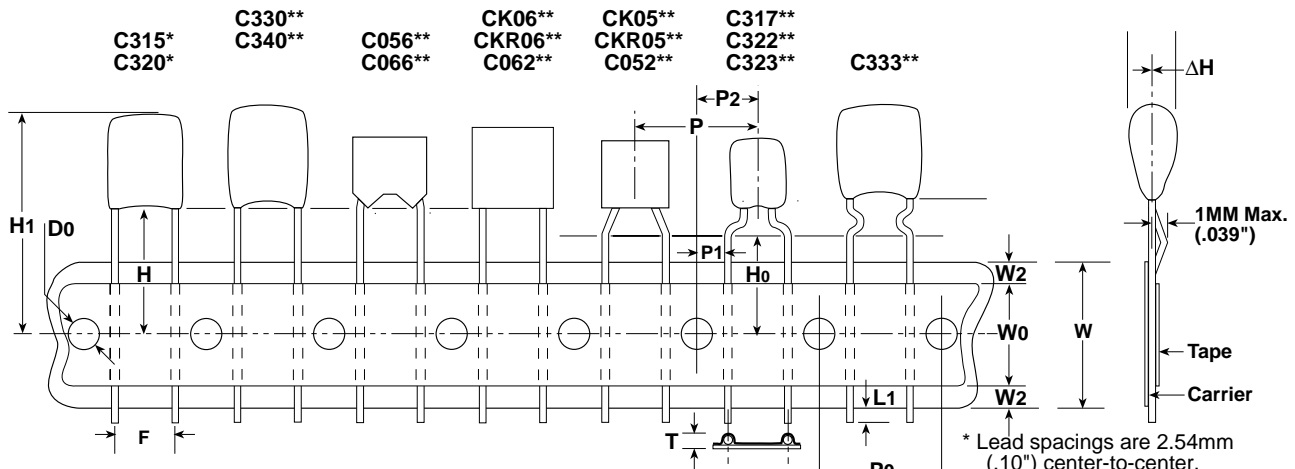 C315*
C320*
C330**
C340**
C056**
C066**
CK06**
CKR06**
C062**
CK05**
CKR05**
C052**
C317**
C322**
C323**
C333**
ΔH
P2
P
H1
D0
H
P1
H0
1MM Max.
(.039")
W2
W0
W
W2
Tape
Carrier
L1
F
T
* Lead spacings are 2.54mm
(.10") center-to-center.